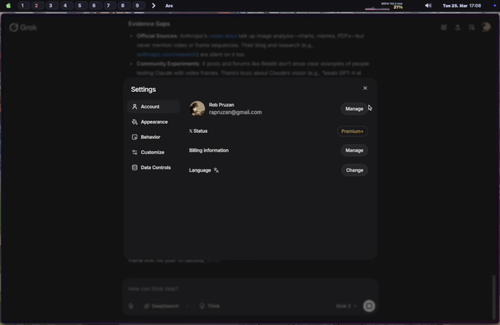 1 2 3 4 5 6 7 8 9
Arc
37%
Tue 25. Mar 17:08
Grok
Evidence Gaps
Official Sources: Anthropic's
talk up image analysis—charts, memos, PDFs—but
never mention video or frame sequences. Their blog and research (e.g.,
are silent on it too.
Community Experiments: X posts and forums like Reddit don't show clear examples of people
testing Claude with video frames. There's buzz about Claude's vision (e.g., "beats GPT-4 at
Settings
Account
Rob Pruzan
rapruzan@gmail.com
Manage
Appearance
Status
Premium+
Behavior
Billing information
Manage
Customize
Language
Change
Data Controls
How can Grok help?
DeepSearch
Think
Grok 3